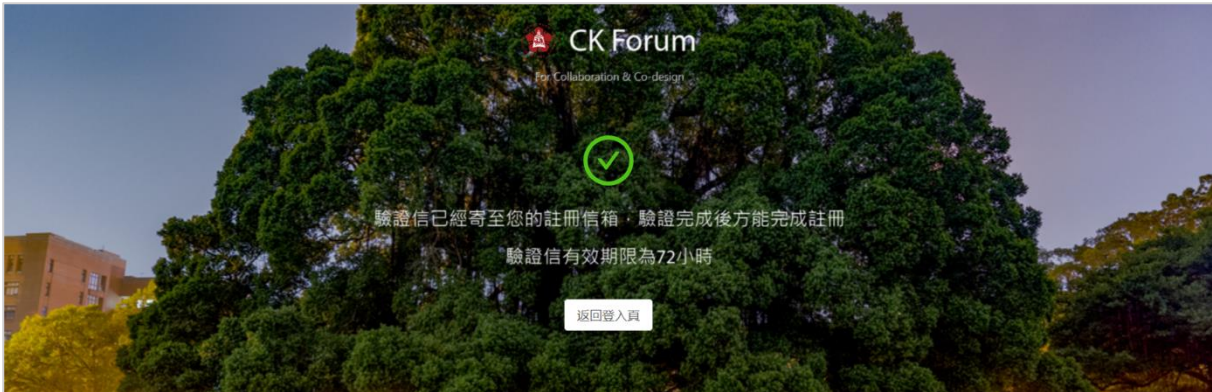 CK Forum
For Collaboration & Co-design
驗證信已經寄至您的註冊信箱，驗證完成後方能完成註冊
驗證信有效期限為72小時
返回登入頁